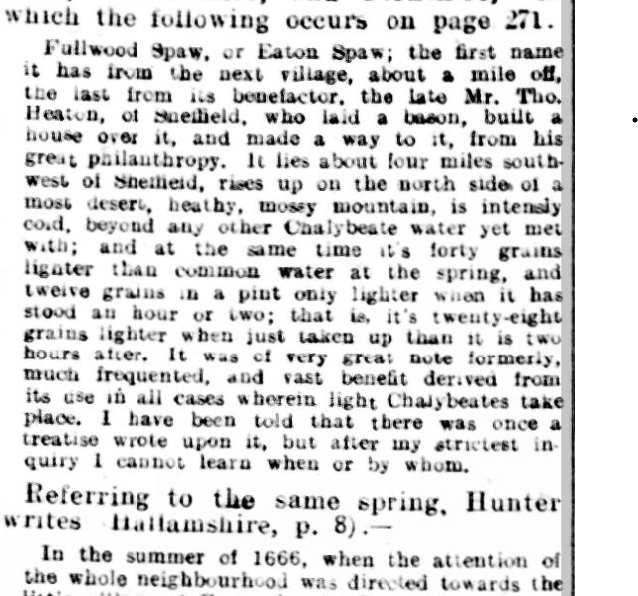 which the following occurs on page 271.
Fullwood Spaw, or Eaton Spaw; the first name
it has from the next village, about a mile off,
the last from its benefactor, the late Mr. Tho.
Heaton, of Sheffield, who laid a bason, built a
house over it, and made a way to it, from his
great philanthropy. It lies about four miles south-
west of Sheffield, rises up on the north side of a
most desert, heathy, mossy mountain, is intensly
cold, beyond any other Chalybeate water yet met
with; and at the same time it's forty grains
lighter than common water at the spring, and
twelve grains in a pint only lighter when it has
stood an hour or two; that is, it's twenty-eight
grains lighter when just taken up than it is two
hours after. It was of very great note formerly,
much frequented, and vast benefit derived from
its use in all cases wherein light Chalybeates take
place. I have been told that there was once a
treatise wrote upon it, but after my strictest in-
quiry I cannot learn when or by whom.
Referring to the same spring, Hunter
writes Hallamshire, p. 8).—
In the summer of 1666, when the attention of
the whole neighbourhood was directed towards the